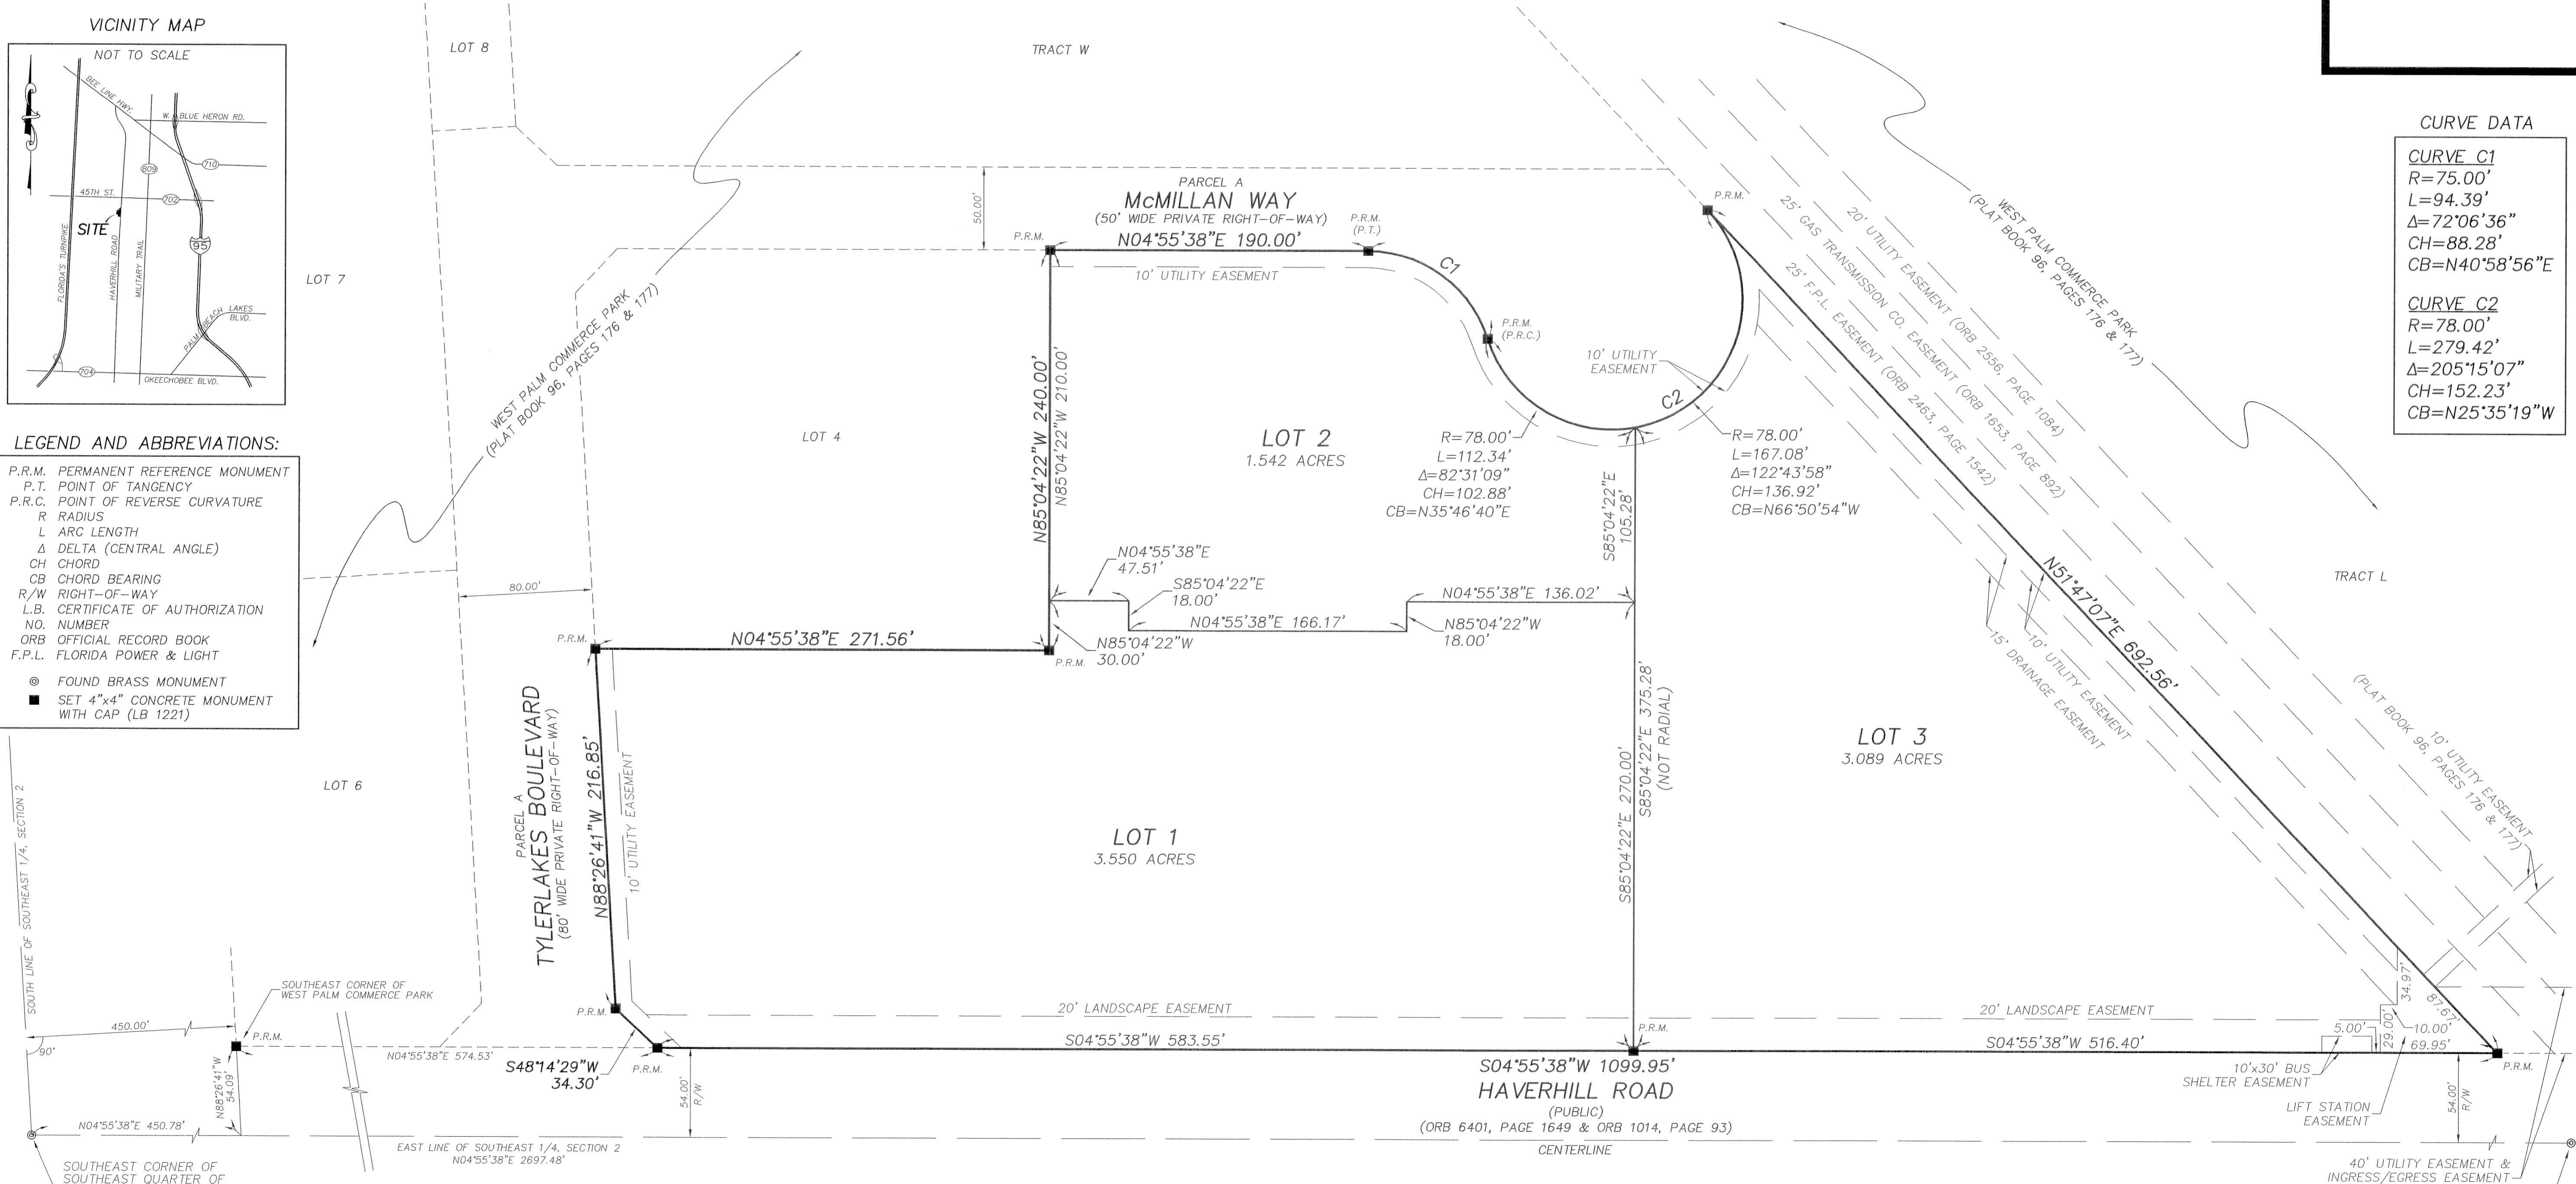 VICINITY MAP
NOT TO SCALE
BEE LINE HWY
W. BLUE HERON RD.
809
710
45TH ST.
702
SITE
95
FLORIDA'S TURNPIKE
HAVERHILL ROAD
MILITARY TRAIL
PALM BEACH LAKES
BLVD.
704
OKEECHOBEE BLVD.
LEGEND AND ABBREVIATIONS:
P.R.M. PERMANENT REFERENCE MONUMENT
P.T. POINT OF TANGENCY
P.R.C. POINT OF REVERSE CURVATURE
R RADIUS
L ARC LENGTH
Δ DELTA (CENTRAL ANGLE)
CH CHORD
CB CHORD BEARING
R/W RIGHT-OF-WAY
L.B. CERTIFICATE OF AUTHORIZATION
NO. NUMBER
ORB OFFICIAL RECORD BOOK
F.P.L. FLORIDA POWER & LIGHT
FOUND BRASS MONUMENT
SET 4"x4" CONCRETE MONUMENT
WITH CAP (LB 1221)
LOT 8
TRACT W
LOT 7
WEST PALM COMMERCE PARK
(PLAT BOOK 96, PAGES 176 & 177)
LOT 4
LOT 6
50.00'
PARCEL A
McMILLAN WAY
(50' WIDE PRIVATE RIGHT-OF-WAY)
N04°55'38"E 190.00'
P.R.M.
P.R.M.
(P.T.)
10' UTILITY EASEMENT
C1
P.R.M.
(P.R.C.)
P.R.M.
10' UTILITY
EASEMENT
C2
N85°04'22"W 240.00'
N85°04'22"W 210.00'
LOT 2
1.542 ACRES
R=78.00'
L=112.34'
Δ=82°31'09"
CH=102.88'
CB=N35°46'40"E
R=78.00'
L=167.08'
Δ=122°43'58"
CH=136.92'
CB=N66°50'54"W
S85°04'22"E
105.28'
N04°55'38"E
47.51'
S85°04'22"E
18.00'
N04°55'38"E 166.17'
N04°55'38"E 136.02'
N85°04'22"W
18.00'
N85°04'22"W
30.00'
P.R.M.
80.00'
P.R.M.
N04°55'38"E 271.56'
S85°04'22"E 270.00'
S85°04'22"E 375.28'
(NOT RADIAL)
PARCEL A
TYLERLAKES BOULEVARD
(80' WIDE PRIVATE RIGHT-OF-WAY)
N88°26'41"W 216.85'
10' UTILITY EASEMENT
LOT 1
3.550 ACRES
LOT 3
3.089 ACRES
20' UTILITY EASEMENT (ORB 2556, PAGE 1084)
25' GAS TRANSMISSION CO. EASEMENT (ORB 1653, PAGE 892)
25' F.P.L. EASEMENT (ORB 2463, PAGE 1542)
N51°47'07"E 692.56'
10' UTILITY EASEMENT
15' DRAINAGE EASEMENT
WEST PALM COMMERCE PARK
(PLAT BOOK 96, PAGES 176 & 177)
TRACT L
10' UTILITY EASEMENT
(PLAT BOOK 96, PAGES 176 & 177)
CURVE DATA
CURVE C1
R=75.00'
L=94.39'
Δ=72°06'36"
CH=88.28'
CB=N40°58'56"E
CURVE C2
R=78.00'
L=279.42'
Δ=205°15'07"
CH=152.23'
CB=N25°35'19"W
SOUTH LINE OF SOUTHEAST 1/4, SECTION 2
450.00'
90°
SOUTHEAST CORNER OF
WEST PALM COMMERCE PARK
P.R.M.
N88°26'41"W
54.09'
N04°55'38"E 574.53'
N04°55'38"E 450.78'
SOUTHEAST CORNER OF
SOUTHEAST QUARTER OF
P.R.M.
S48°14'29"W
34.30'
P.R.M.
54.00'
R/W
EAST LINE OF SOUTHEAST 1/4, SECTION 2
N04°55'38"E 2697.48'
20' LANDSCAPE EASEMENT
S04°55'38"W 583.55'
P.R.M.
S04°55'38"W 1099.95'
HAVERHILL ROAD
(PUBLIC)
(ORB 6401, PAGE 1649 & ORB 1014, PAGE 93)
CENTERLINE
20' LANDSCAPE EASEMENT
S04°55'38"W 516.40'
5.00'
29.00'
10.00'
69.95'
34.97'
87.67'
P.R.M.
10'x30' BUS
SHELTER EASEMENT
LIFT STATION
EASEMENT
54.00'
R/W
40' UTILITY EASEMENT &
INGRESS/EGRESS EASEMENT